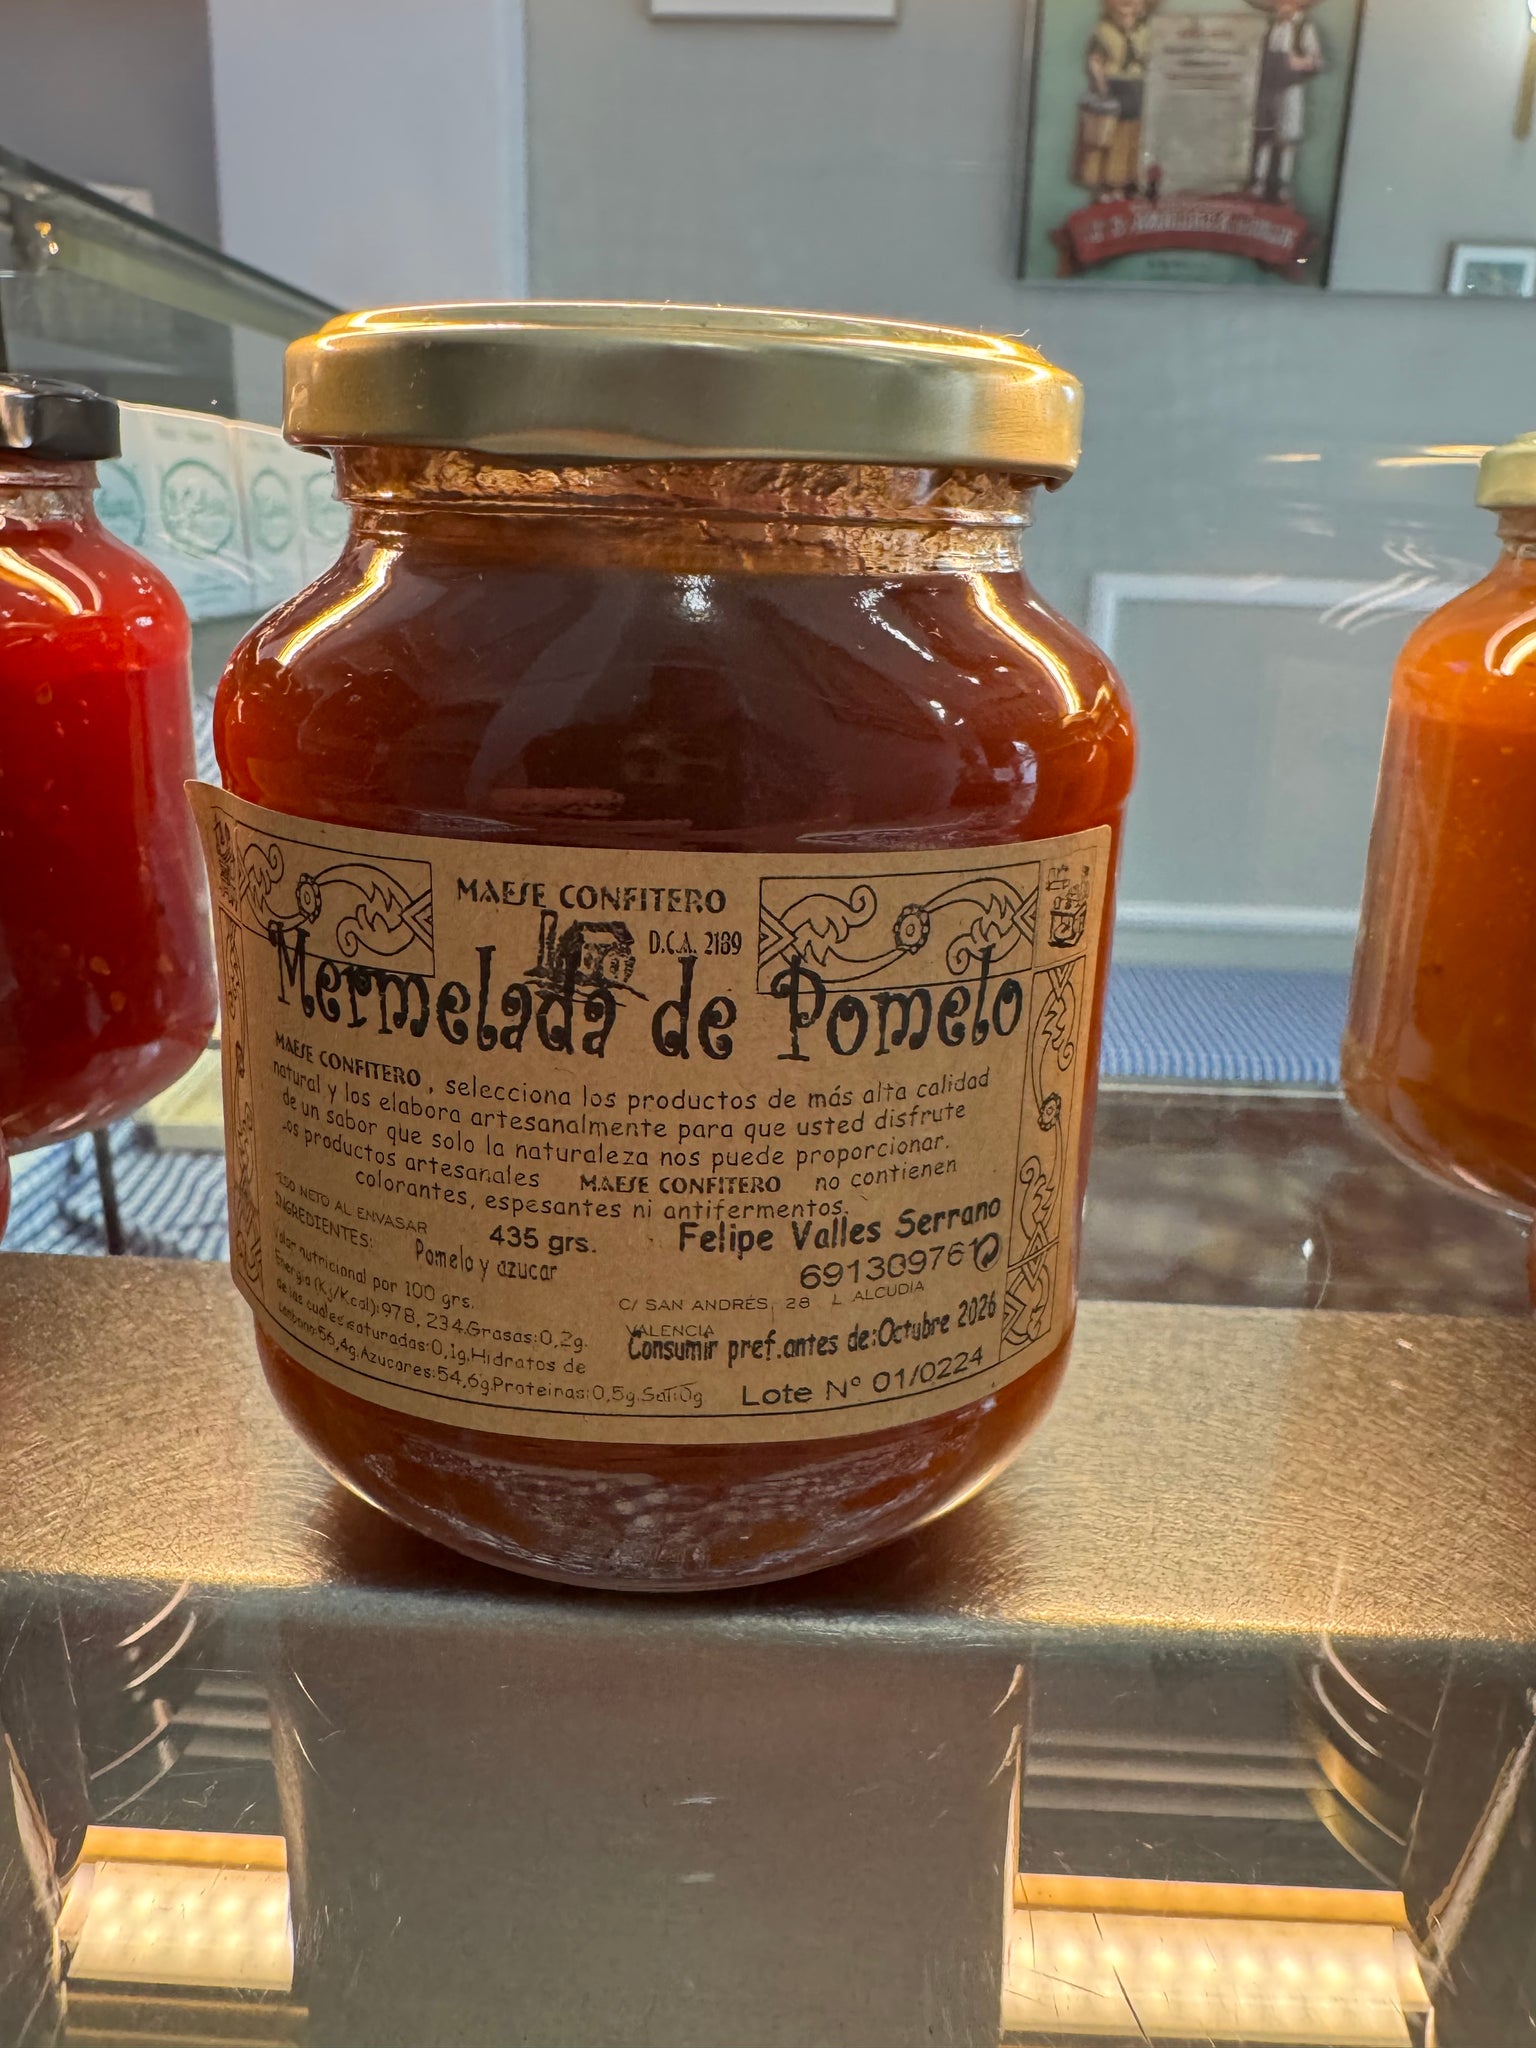 MAESE CONFITERO
D.C.A. 2189
Mermelada de Pomelo
MAESE CONFITERO , selecciona los productos de más alta calidad
natural y los elabora artesanalmente para que usted disfrute
de un sabor que solo la naturaleza nos puede proporcionar.
os productos artesanales MAESE CONFITERO no contienen
colorantes, espesantes ni antifermentos.
ESO NETO AL ENVASAR 435 grs.
INGREDIENTES: Pomelo y azucar
Valor nutricional por 100 grs.
Energia (Kj/Kcal):978, 234.Grasas:0,2g.
de las cuales saturadas:0,1g.Hidratos de
carbono:56,4g.Azucares:54,6g.Proteinas:0,5g.Sal:0g
Felipe Valles Serrano
691309761
C/ SAN ANDRÉS, 28 L ALCUDIA
VALENCIA
Consumir pref.antes de:Octubre 2026
Lote Nº 01/0224